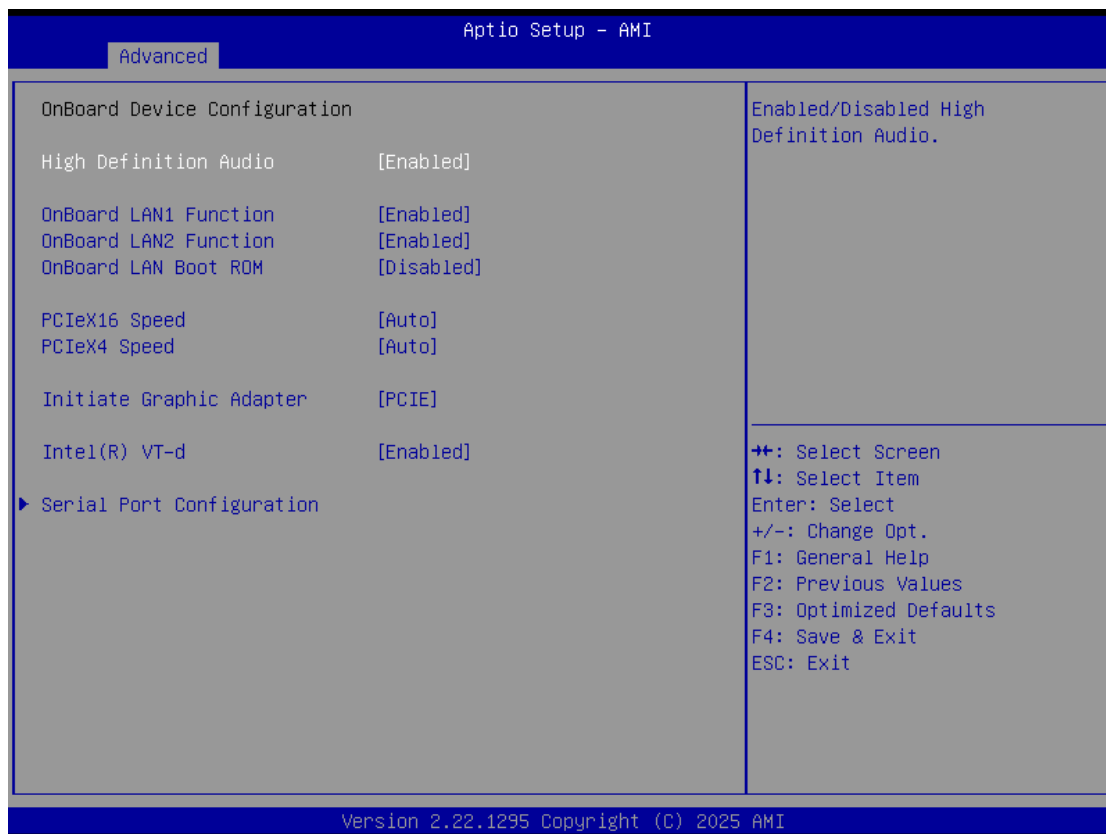 Aptio Setup – AMI
Advanced
OnBoard Device Configuration
High Definition Audio [Enabled]
OnBoard LAN1 Function [Enabled]
OnBoard LAN2 Function [Enabled]
OnBoard LAN Boot ROM [Disabled]
PCIeX16 Speed [Auto]
PCIeX4 Speed [Auto]
Initiate Graphic Adapter [PCIE]
Intel(R) VT-d [Enabled]
Serial Port Configuration
Enabled/Disabled High
Definition Audio.
→←: Select Screen
↑↓: Select Item
Enter: Select
+/-: Change Opt.
F1: General Help
F2: Previous Values
F3: Optimized Defaults
F4: Save & Exit
ESC: Exit
Version 2.22.1295 Copyright (C) 2025 AMI